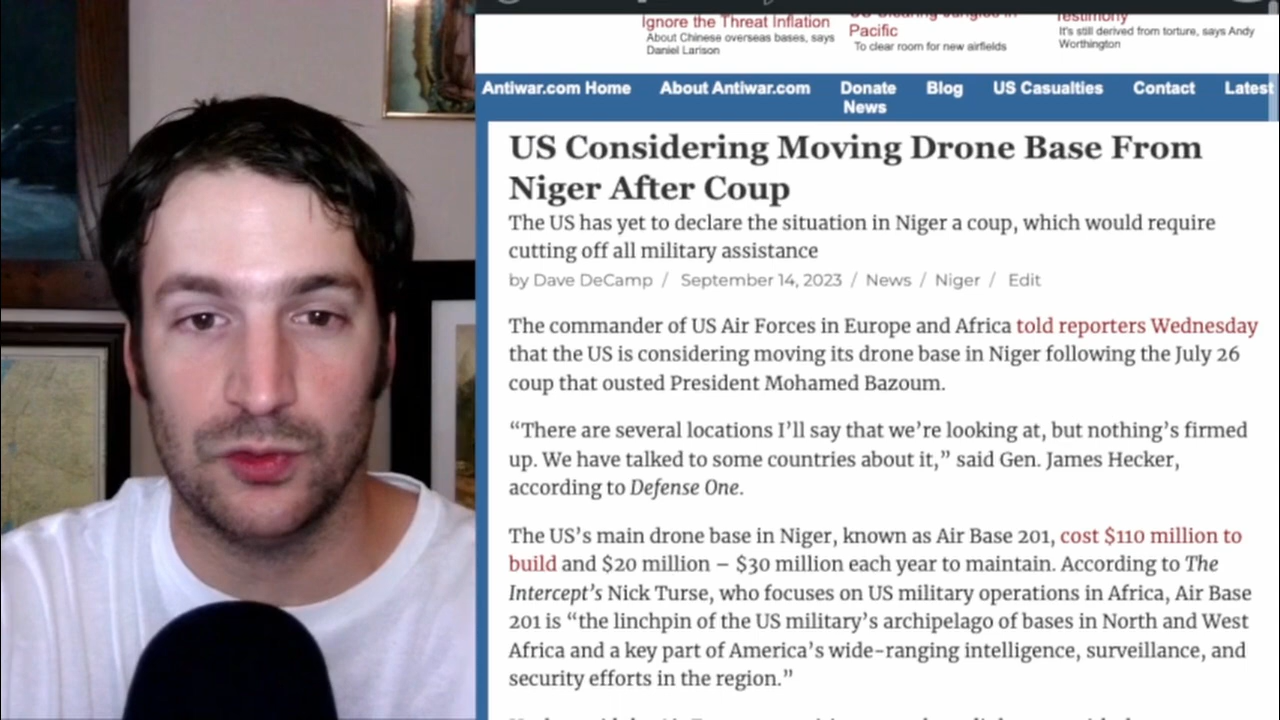 Ignore the Threat Inflation
About Chinese overseas bases, says
Daniel Larison
US Clearing Jungles in
Pacific
To clear room for new airfields
Testimony
It's still derived from torture, says Andy
Worthington
Antiwar.com Home About Antiwar.com Donate Blog US Casualties Contact Latest
News
US Considering Moving Drone Base From
Niger After Coup
The US has yet to declare the situation in Niger a coup, which would require
cutting off all military assistance
by Dave DeCamp / September 14, 2023 / News / Niger / Edit
The commander of US Air Forces in Europe and Africa told reporters Wednesday
that the US is considering moving its drone base in Niger following the July 26
coup that ousted President Mohamed Bazoum.
“There are several locations I’ll say that we’re looking at, but nothing’s firmed
up. We have talked to some countries about it,” said Gen. James Hecker,
according to Defense One.
The US’s main drone base in Niger, known as Air Base 201, cost $110 million to
build and $20 million – $30 million each year to maintain. According to The
Intercept’s Nick Turse, who focuses on US military operations in Africa, Air Base
201 is “the linchpin of the US military’s archipelago of bases in North and West
Africa and a key part of America’s wide-ranging intelligence, surveillance, and
security efforts in the region.”